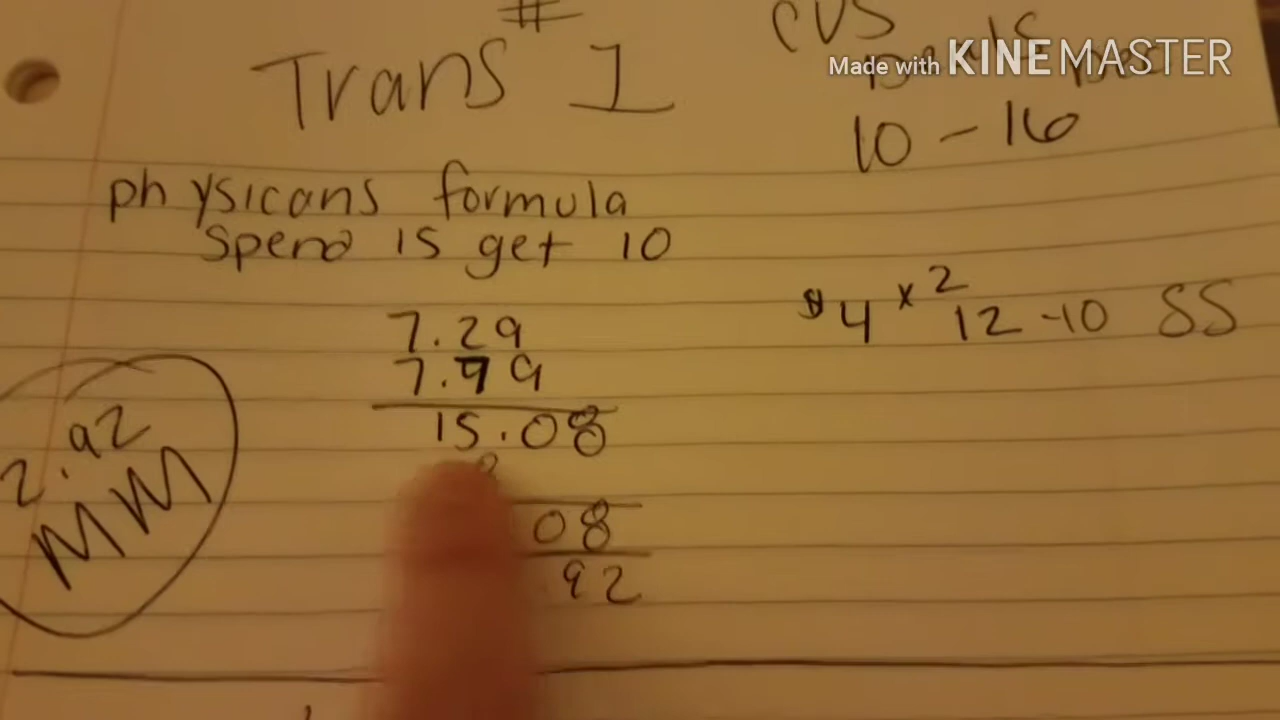 #
Trans 1
CVS
Made with KINEMASTER
10 - 16
physicans formula
Spend 15 get 10
$4 x 2 12-10 SS
7.29
7.79
15.08
08
.92
2.92
MM